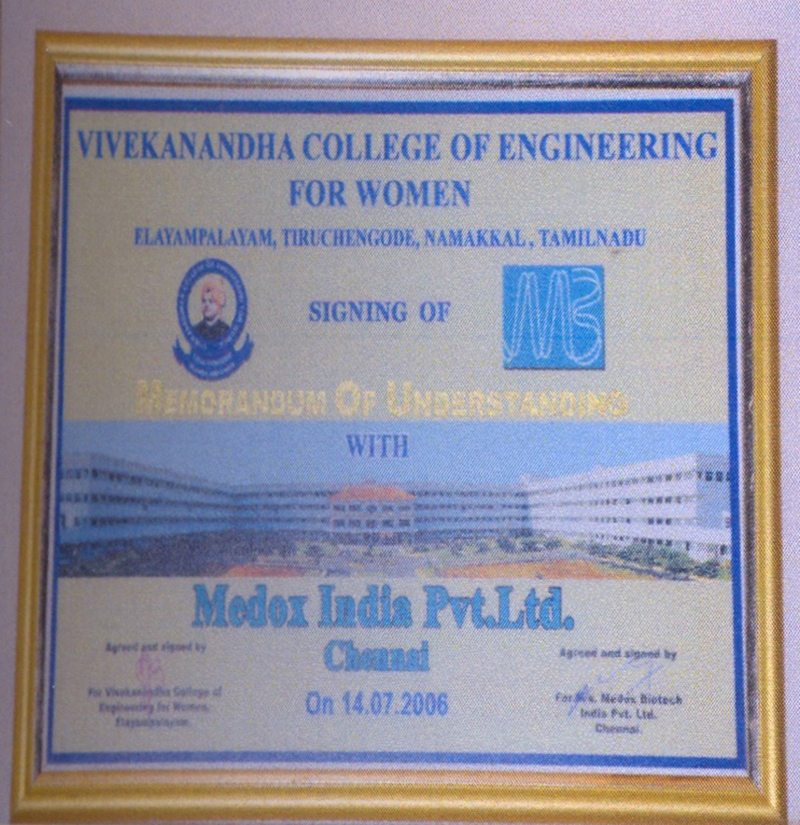 VIVEKANANDHA COLLEGE OF ENGINEERING
FOR WOMEN
ELAYAMPALAYAM, TIRUCHENGODE, NAMAKKAL, TAMILNADU
SIGNING OF
MB
MEMORANDUM OF UNDERSTANDING
WITH
Medox India Pvt.Ltd.
Chennai
On 14.07.2006
Agreed and signed by
For Vivekanandha College of
Engineering for Women,
Elayampalayam.
Agreed and signed by
For M/s. Medox Biotech
India Pvt. Ltd.
Chennai.